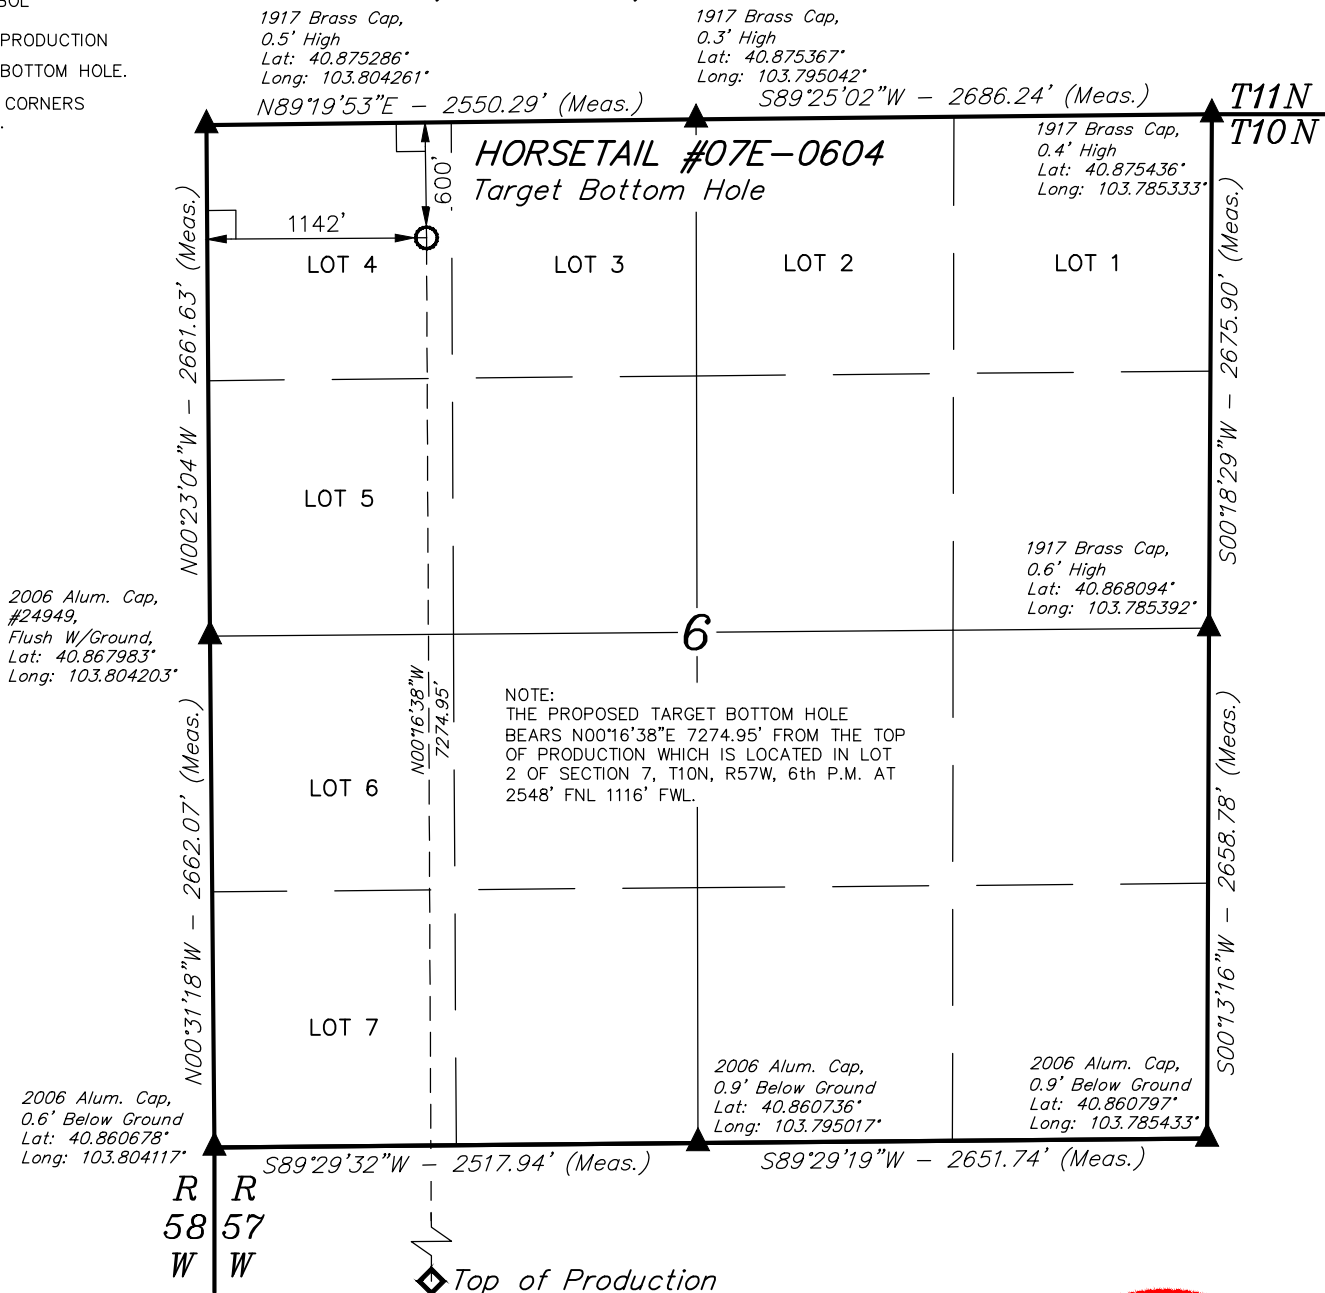 PRODUCTION
BOTTOM HOLE.
CORNERS
1917 Brass Cap,
0.5' High
Lat: 40.875286°
Long: 103.804261°
1917 Brass Cap,
0.3' High
Lat: 40.875367°
Long: 103.795042°
N89°19'53"E - 2550.29' (Meas.)
S89°25'02"W - 2686.24' (Meas.)
T11N
T10N
1917 Brass Cap,
0.4' High
Lat: 40.875436°
Long: 103.785333°
HORSETAIL #07E-0604
Target Bottom Hole
600'
1142'
LOT 4
LOT 3
LOT 2
LOT 1
N00°23'04"W - 2661.63' (Meas.)
S00°18'29"W - 2675.90' (Meas.)
LOT 5
1917 Brass Cap,
0.6' High
Lat: 40.868094°
Long: 103.785392°
2006 Alum. Cap,
#24949,
Flush W/Ground,
Lat: 40.867983°
Long: 103.804203°
6
N00°16'38"W
7274.95'
NOTE:
THE PROPOSED TARGET BOTTOM HOLE
BEARS N00°16'38"E 7274.95' FROM THE TOP
OF PRODUCTION WHICH IS LOCATED IN LOT
2 OF SECTION 7, T10N, R57W, 6th P.M. AT
2548' FNL 1116' FWL.
LOT 6
N00°31'18"W - 2662.07' (Meas.)
S00°13'16"W - 2658.78' (Meas.)
LOT 7
2006 Alum. Cap,
0.6' Below Ground
Lat: 40.860678°
Long: 103.804117°
2006 Alum. Cap,
0.9' Below Ground
Lat: 40.860736°
Long: 103.795017°
2006 Alum. Cap,
0.9' Below Ground
Lat: 40.860797°
Long: 103.785433°
S89°29'32"W - 2517.94' (Meas.)
S89°29'19"W - 2651.74' (Meas.)
R R
58 57
W W
Top of Production